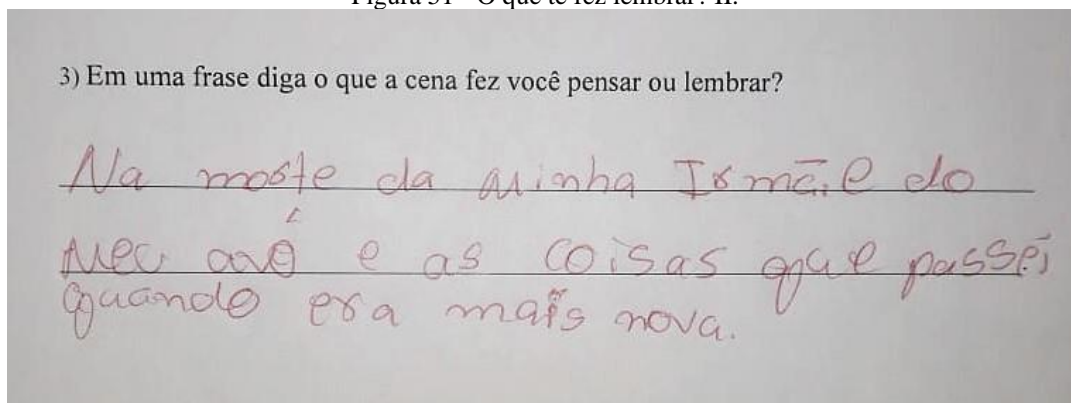 Figura 31 - O que te fez lembrar? II.
3) Em uma frase diga o que a cena fez você pensar ou lembrar?
Na morte da minha Irmã, e do
Meu avô e as coisas que passei
quando era mais nova.